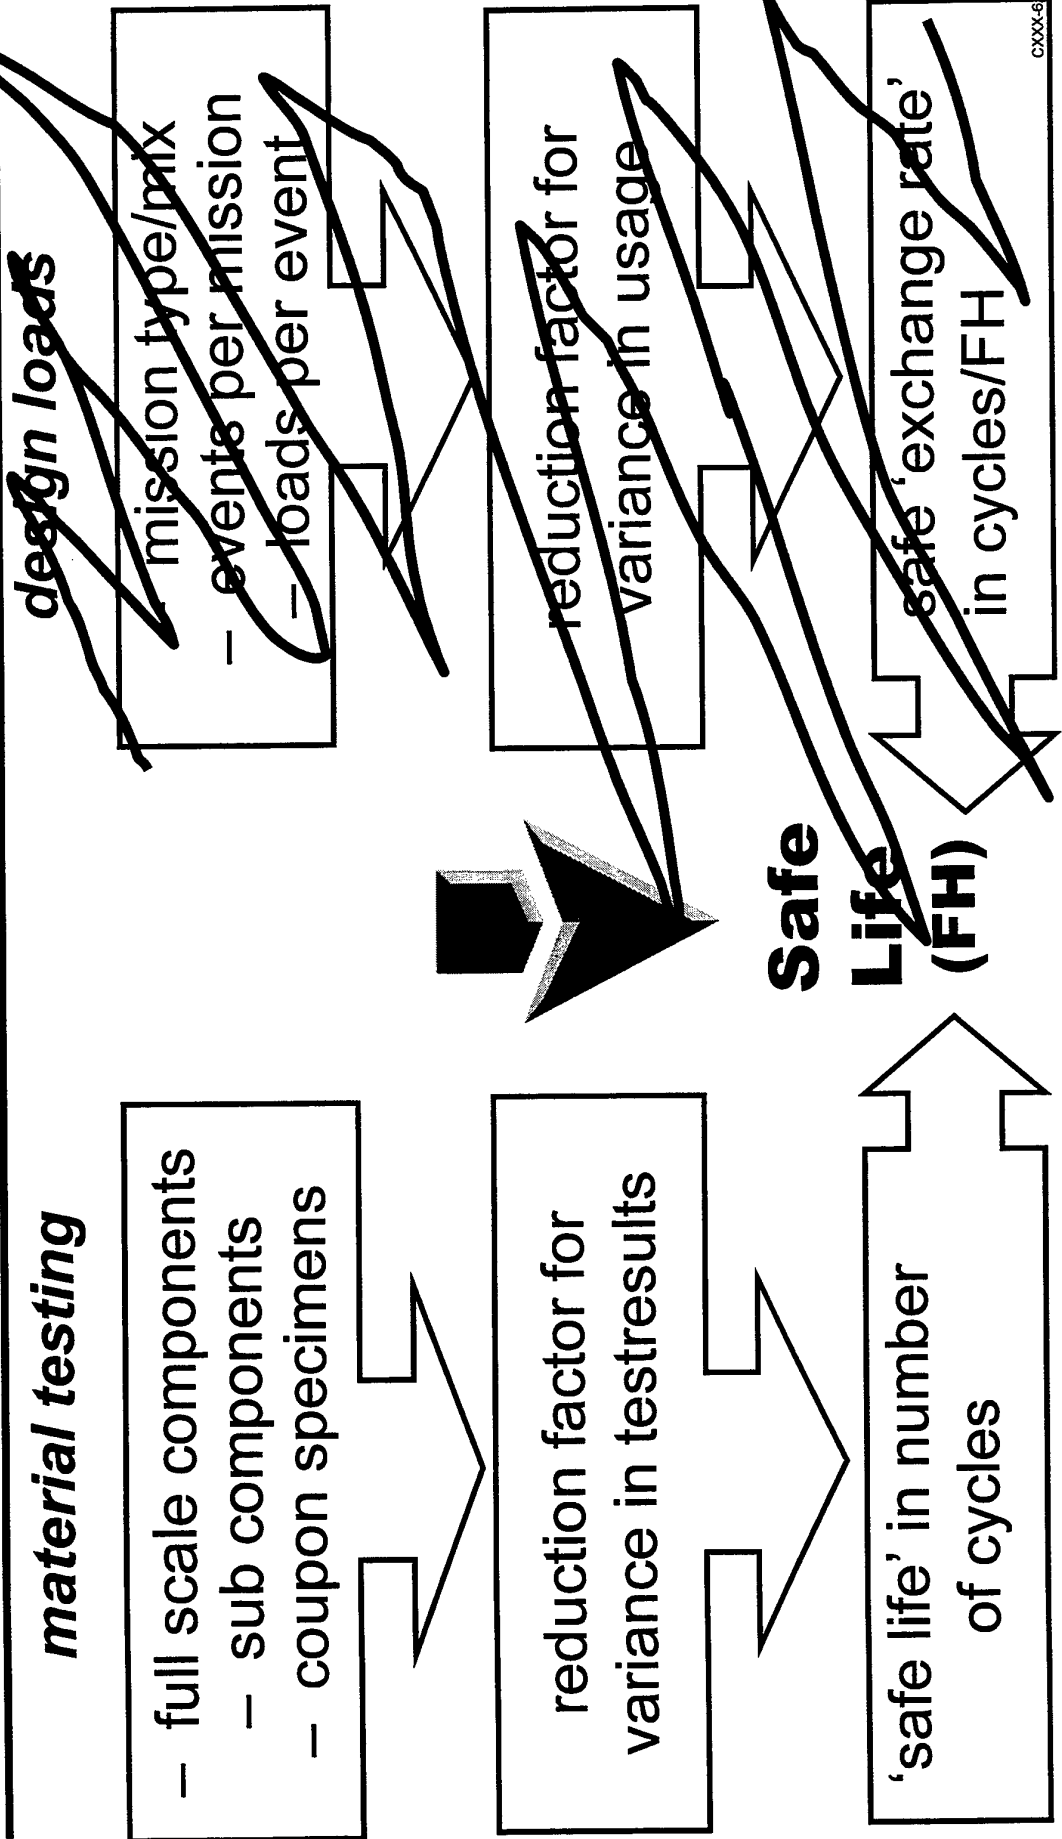 material testing
– full scale components
– sub components
– coupon specimens
reduction factor for
variance in testresults
‘safe life’ in number
of cycles
Safe
Life
(FH)
design loads
– mission type/mix
– events per mission
– loads per event
reduction factor for
variance in usage
safe ‘exchange rate’
in cycles/FH
CXXX-6